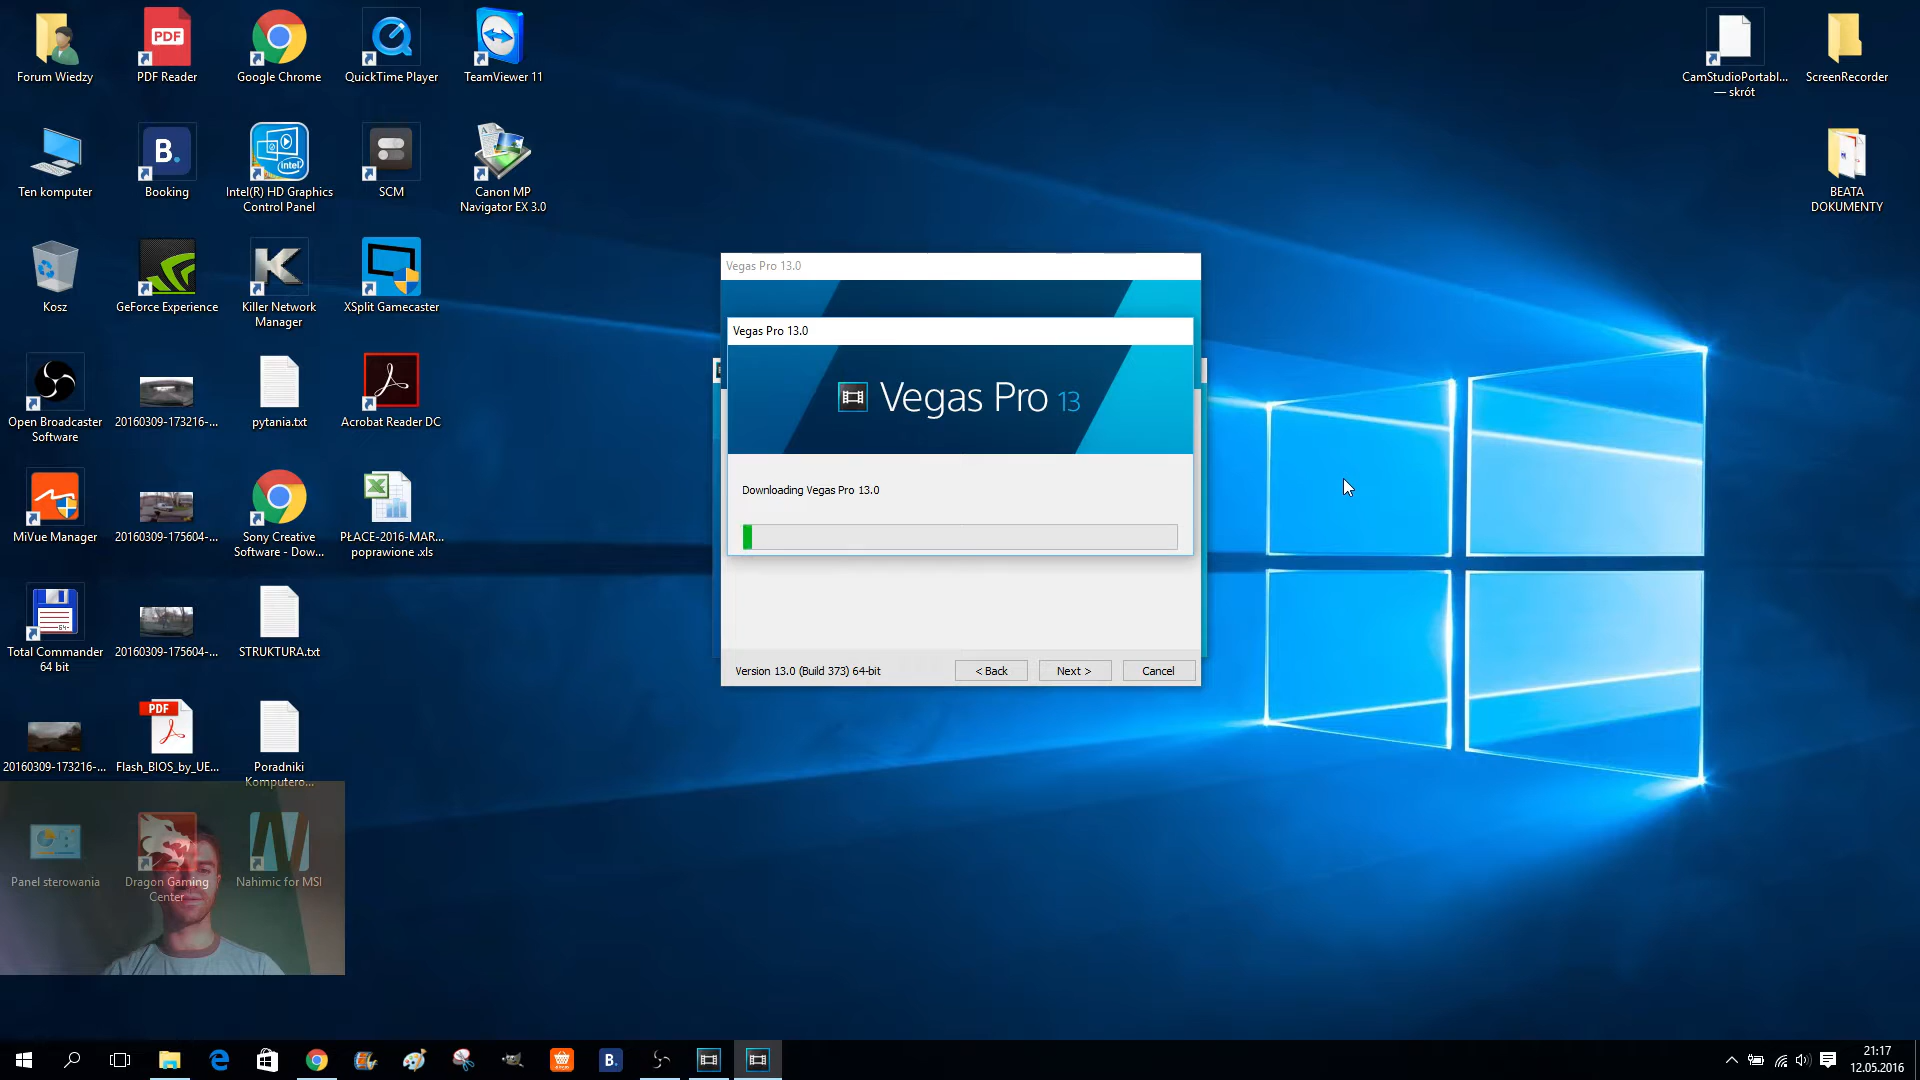 Forum Wiedzy
PDF
PDF Reader
Google Chrome
QuickTime Player
TeamViewer 11
CamStudioPortabl...
— skrót
ScreenRecorder
Ten komputer
B.
Booking
intel
Intel(R) HD Graphics
Control Panel
SCM
Canon MP
Navigator EX 3.0
BEATA
DOKUMENTY
Kosz
GeForce Experience
K
Killer Network
Manager
XSplit Gamecaster
Open Broadcaster
Software
20160309-173216-...
pytania.txt
Acrobat Reader DC
MiVue Manager
20160309-175604-...
Sony Creative
Software - Dow...
PŁACE-2016-MAR...
poprawione .xls
Total Commander
64 bit
20160309-175604-...
STRUKTURA.txt
20160309-173216-...
PDF
Flash_BIOS_by_UE...
Poradniki
Komputero...
Panel sterowania
Dragon Gaming
Center
Nahimic for MSI
Vegas Pro 13.0
Vegas Pro 13.0
Vegas Pro 13
Downloading Vegas Pro 13.0
Version 13.0 (Build 373) 64-bit
< Back
Next >
Cancel
B.
21:17
12.05.2016